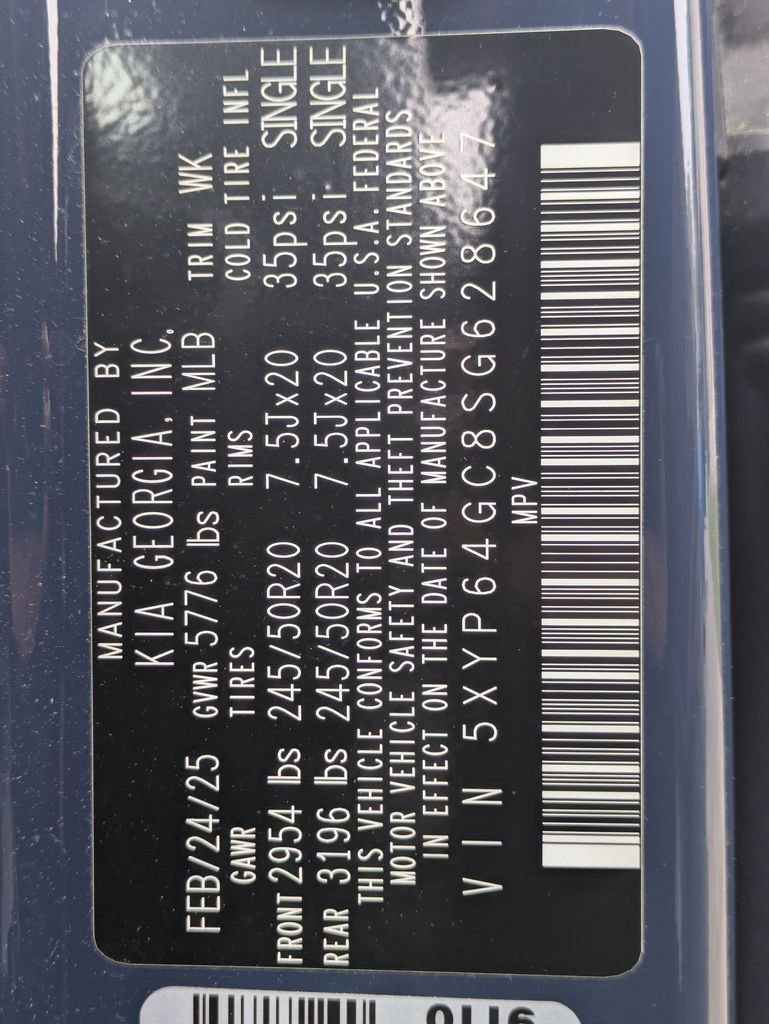 MANUFACTURED BY
KIA GEORGIA, INC.
FEB/24/25 GVWR 5776 lbs PAINT MLB TRIM WK
GAWR TIRES RIMS COLD TIRE INFL
FRONT 2954 lbs 245/50R20 7.5Jx20 35psi SINGLE
REAR 3196 lbs 245/50R20 7.5Jx20 35psi SINGLE
THIS VEHICLE CONFORMS TO ALL APPLICABLE U.S.A. FEDERAL
MOTOR VEHICLE SAFETY AND THEFT PREVENTION STANDARDS
IN EFFECT ON THE DATE OF MANUFACTURE SHOWN ABOVE
VIN 5XYP64GC8SG628647
MPV